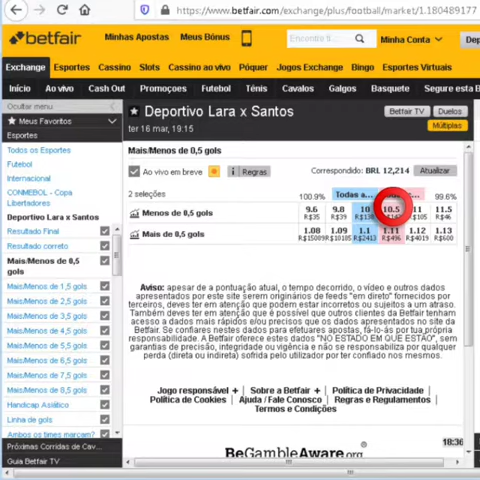 https://www.betfair.com/exchange/plus/football/market/1.180489177
betfair
Minhas Apostas
Meus Bônus
Encontre Ei
Minha Conta
Dep
Exchange Esportes Cassino Slots Cassino ao vivo Póquer Jogos Exchange Bingo Esportes Virtuais
Início Ao vivo Cash Out Promoções Futebol Ténis Cavalos Galgos Basquete Segure esta B
Ocultar menu
Meus Favoritos
Esportes
Todos os Esportes
Futebol
Internacional
CONMEBOL - Copa
Libertadores
Deportivo Lara x Santos
Resultado Final
Resultado correto
Mais/Menos de 0,5
gols
Mais/Menos de 1,5 gols
Mais/Menos de 2,5 gols
Mais/Menos de 3,5 gols
Mais/Menos de 4,5 gols
Mais/Menos de 5,5 gols
Mais/Menos de 6,5 gols
Mais/Menos de 7,5 gols
Mais/Menos de 8,5 gols
Handicap Asiático
Linha de gols
Ambos os times marcam?
Próximas Corridas de Cav...
Guia Betfair TV
Deportivo Lara x Santos
ter 16 mar, 19:15
Betfair TV
Duelos
Múltiplas
Mais/Menos de 0,5 gols
Ao vivo em breve
i Regras
Correspondido: BRL 12,214
Atualizar
2 seleções
100.9%
Todas a...
99.6%
Menos de 0,5 gols
9.6 9.8 10 10.5 11 11.5
R$35 R$39 R$46
Mais de 0,5 gols
1.08 1.09 1.1 1.11 1.12 1.13
R$15009 R$10185 R$2413 R$496 R$4019 R$600
Aviso: apesar de a pontuação atual, o tempo decorrido, o vídeo e outros dados
apresentados por este site serem originários de feeds "em direto" fornecidos por
terceiros, deves ter em atenção que podem estar incorretos ou sujeitos a um atraso.
Também deves ter em atenção que é possível que outros clientes da Betfair tenham
acesso a dados mais rápidos e/ou precisos que os dados apresentados no site da
Betfair. Se confiares nestes dados para efetuares apostas, fá-lo-ás por tua própria
responsabilidade. A Betfair oferece estes dados "NO ESTADO EM QUE ESTÃO", sem
garantias de precisão, integridade ou vigência e não se responsabiliza por qualquer
perda (direta ou indireta) sofrida pelo utilizador por ter confiado nos mesmos.
Jogo responsável + Sobre a Betfair + Política de Privacidade
Política de Cookies Ajuda / Fale Conosco Regras e Regulamentos
Termos e Condições
BeGambleAware.org
18:36